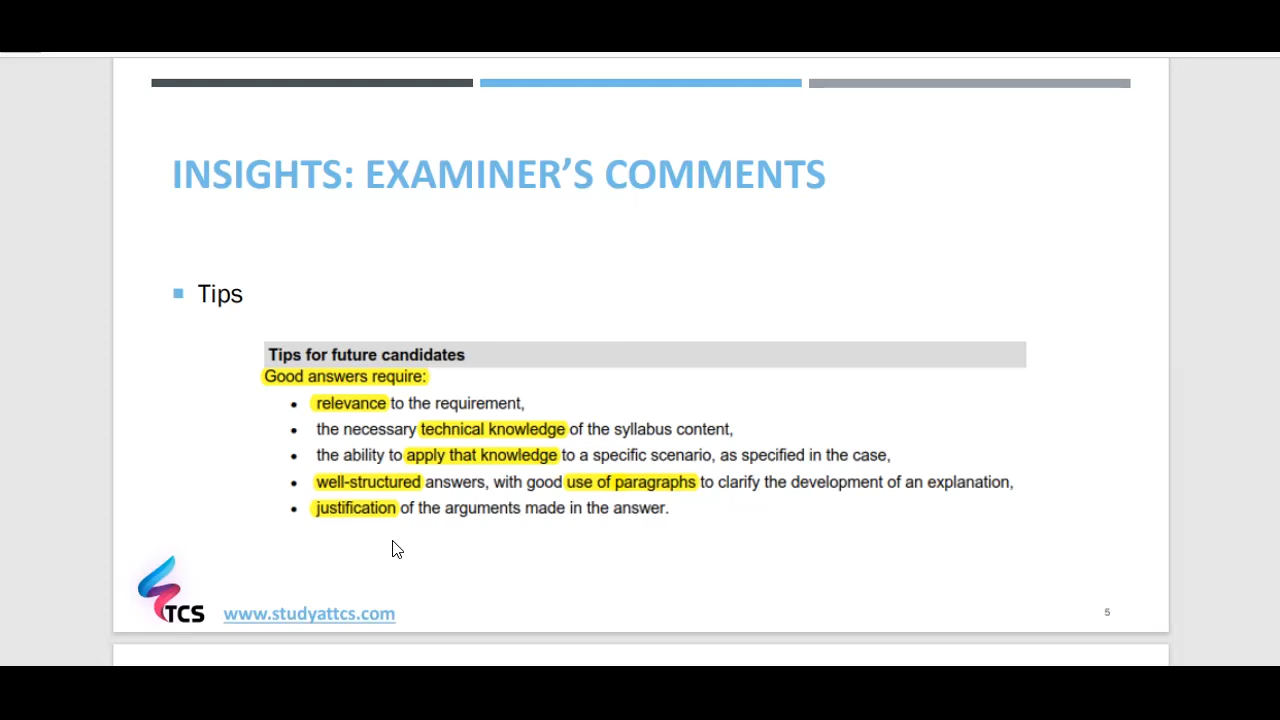 INSIGHTS: EXAMINER’S COMMENTS
Tips
Tips for future candidates
Good answers require:
• relevance to the requirement,
• the necessary technical knowledge of the syllabus content,
• the ability to apply that knowledge to a specific scenario, as specified in the case,
• well-structured answers, with good use of paragraphs to clarify the development of an explanation,
• justification of the arguments made in the answer.
TCS
www.studyattcs.com
5